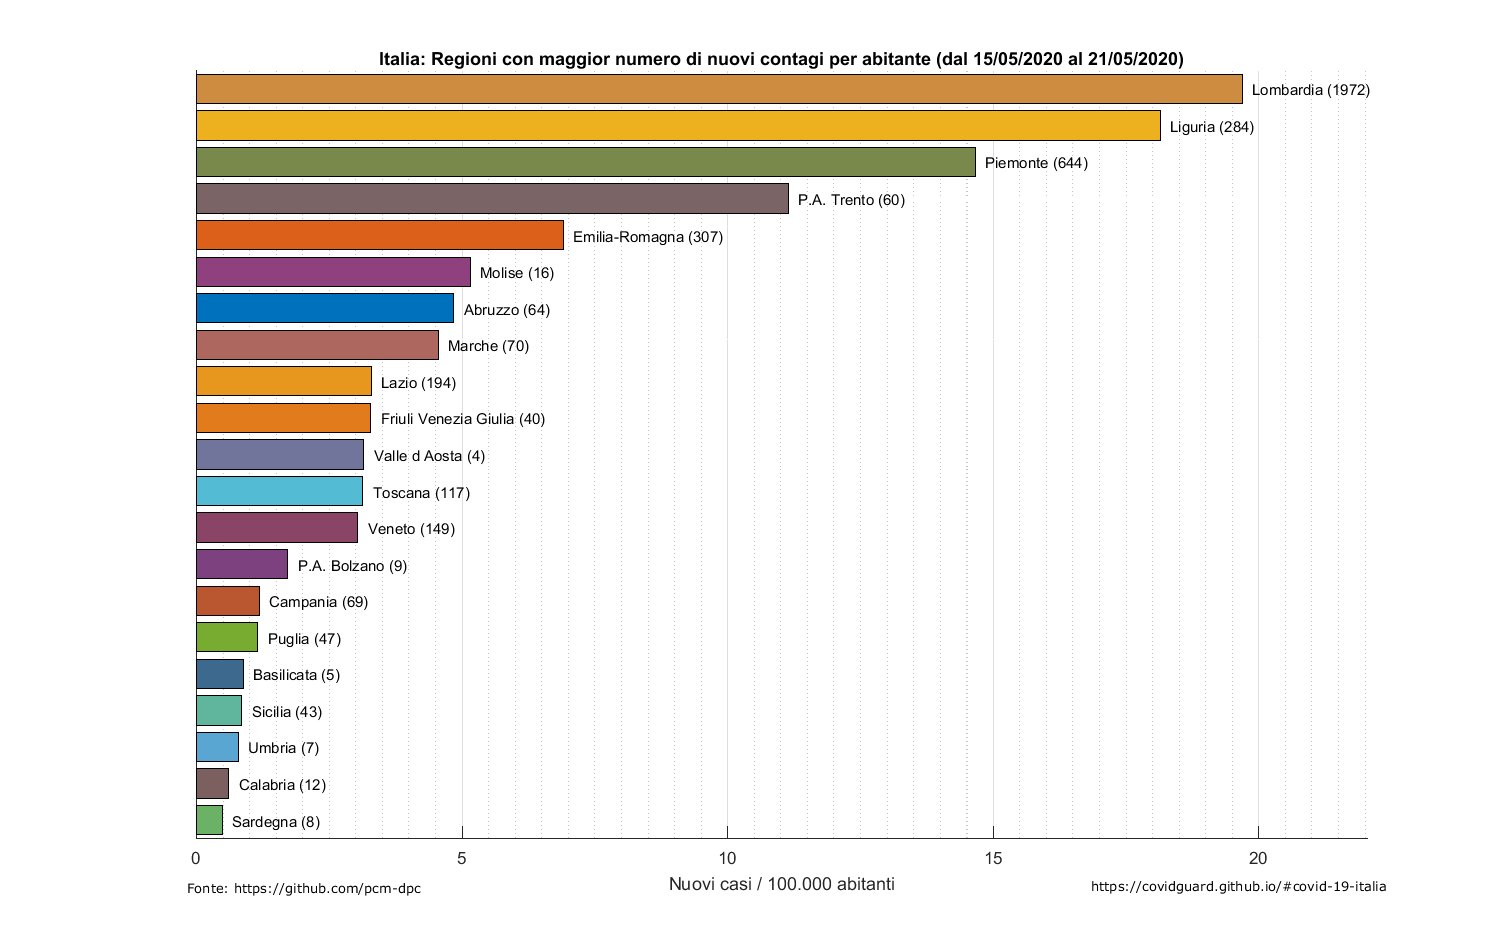 Italia: Regioni con maggior numero di nuovi contagi per abitante (dal 15/05/2020 al 21/05/2020)
Lombardia (1972)
Liguria (284)
Piemonte (644)
P.A. Trento (60)
Emilia-Romagna (307)
Molise (16)
Abruzzo (64)
Marche (70)
Lazio (194)
Friuli Venezia Giulia (40)
Valle d Aosta (4)
Toscana (117)
Veneto (149)
P.A. Bolzano (9)
Campania (69)
Puglia (47)
Basilicata (5)
Sicilia (43)
Umbria (7)
Calabria (12)
Sardegna (8)
0 5 10 15 20
Nuovi casi / 100.000 abitanti
Fonte: https://github.com/pcm-dpc
https://covidguard.github.io/#covid-19-italia